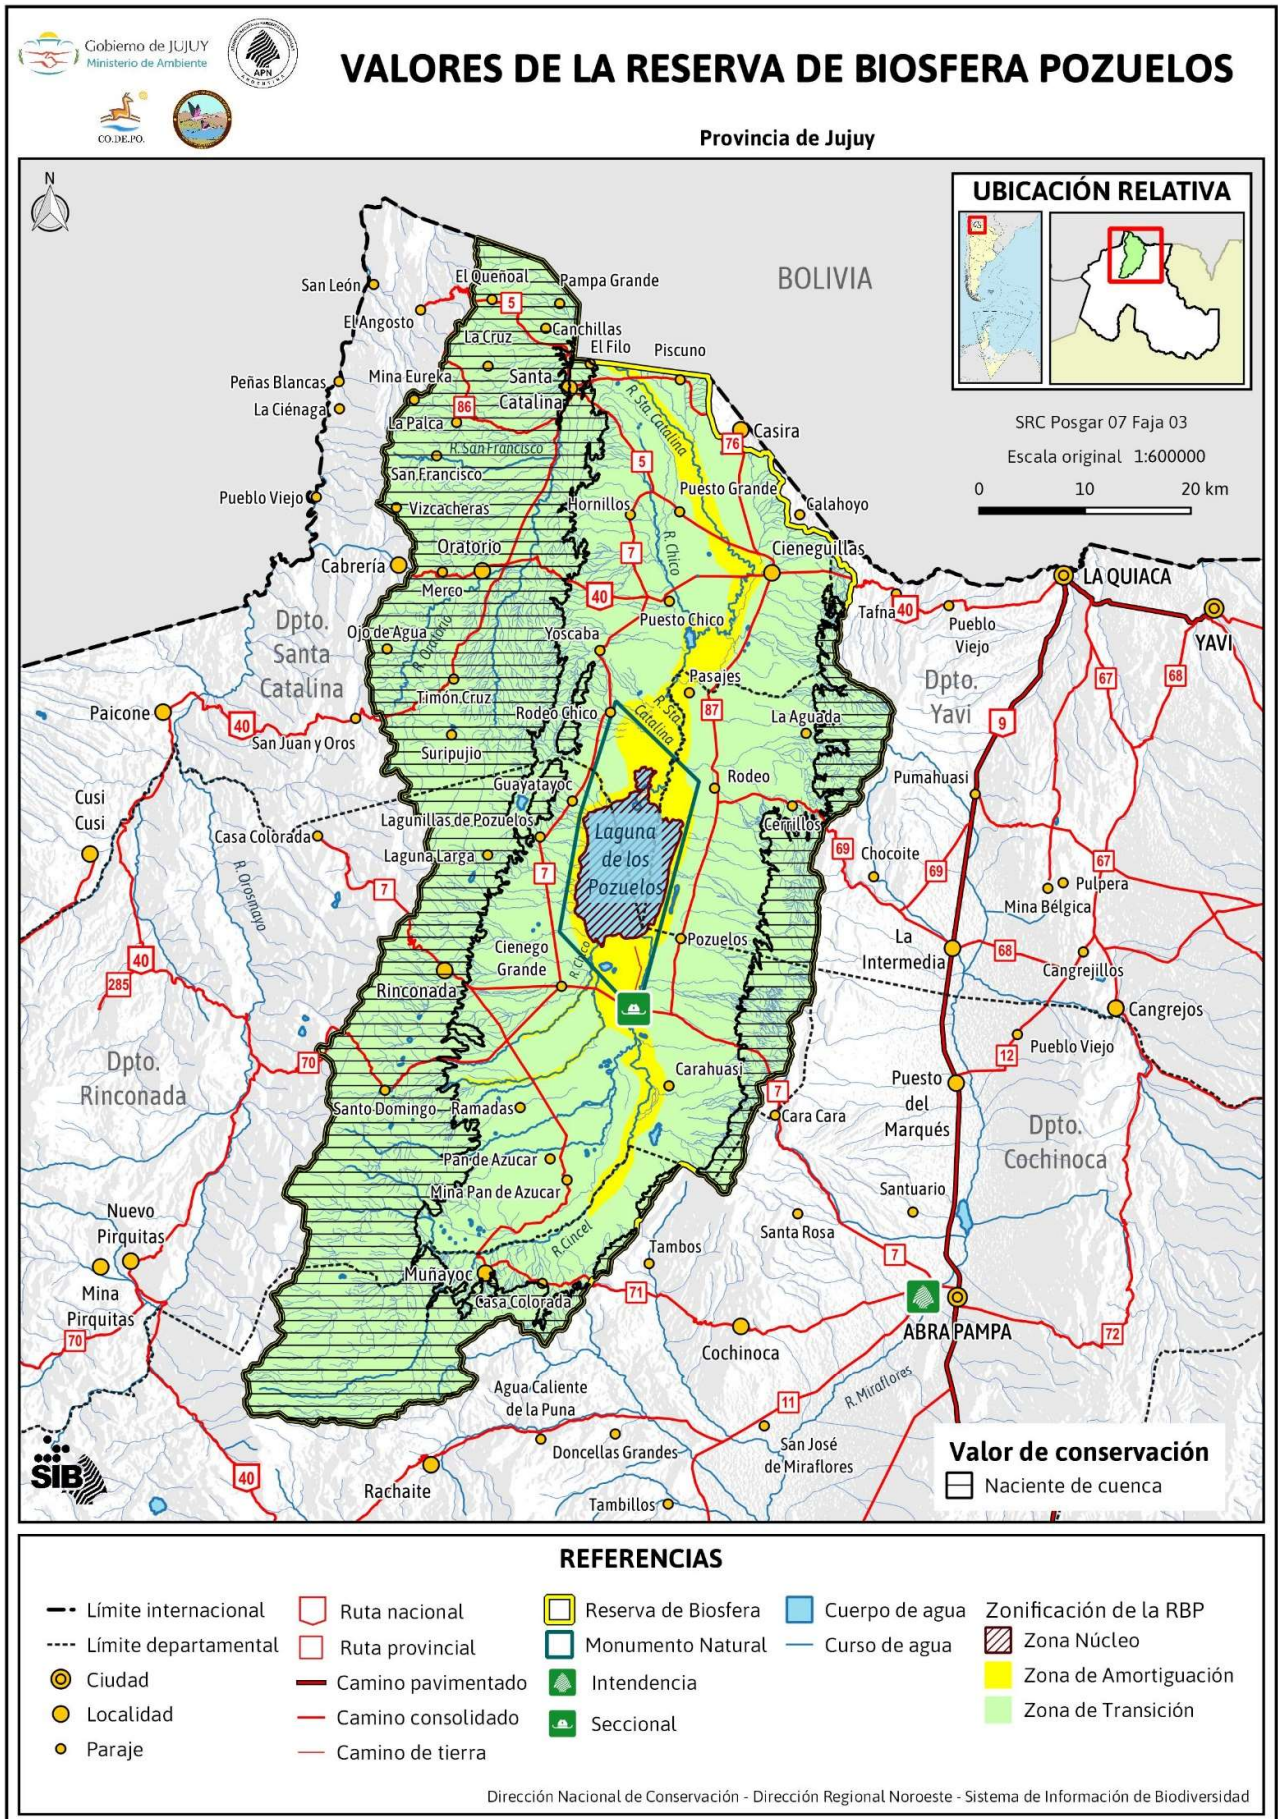 Gobierno de JUJUY
Ministerio de Ambiente
APN
ARGENTINA
CO.DE.PO.
VALORES DE LA RESERVA DE BIOSFERA POZUELOS
Provincia de Jujuy
N
UBICACIÓN RELATIVA
BOLIVIA
SRC Posgar 07 Faja 03
Escala original 1:600000
0 10 20 km
San León
El Queñoal
Pampa Grande
5
El Angosto
Canchillas
La Cruz
El Filo
Piscuno
Peñas Blancas
Mina Eureka
Santa
Catalina
La Ciénaga
86
La Palca
R. Sta. Catalina
76
Casira
R. San Francisco
San Francisco
5
Pueblo Viejo
Vizcacheras
Hornillos
Puesto Grande
Calahoyo
Oratorio
7
R. Chico
Cieneguillas
Cabrería
Merco
40
LA QUIACA
Dpto.
Santa
Catalina
Ojo de Agua
R. Oratorio
Yoscaba
Puesto Chico
Tafna
40
Pueblo
Viejo
YAVI
Pasajes
Dpto.
Yavi
67
68
Timón Cruz
Paicone
40
San Juan y Oros
Rodeo Chico
R. Sta.
Catalina
87
La Aguada
9
Suripujio
Guayatayoc
Rodeo
Pumahuasi
Cusi
Cusi
Casa Colorada
Lagunillas de Pozuelos
Laguna
de los
Pozuelos
Cerrillos
Laguna Larga
69
Chocoite
69
67
R. Orosmayo
7
7
Pulpera
Mina Bélgica
40
285
Cienego
Grande
R. Chico
Pozuelos
La
Intermedia
68
Cangrejillos
Rinconada
Cangrejos
Dpto.
Rinconada
70
Pueblo Viejo
12
Carahuasi
Puesto
del
Marqués
Santo Domingo
Ramadas
7
Cara Cara
Dpto.
Cochinoca
Pan de Azucar
Mina Pan de Azucar
Santuario
Nuevo
Pirquitas
R. Cincel
Santa Rosa
Tambos
7
Mina
Pirquitas
Muñayoc
Casa Colorada
71
70
Cochinoca
ABRA PAMPA
72
Agua Caliente
de la Puna
11
R. Miraflores
Doncellas Grandes
San José
de Miraflores
SIB
40
Rachaite
Tambillos
Valor de conservación
Naciente de cuenca
REFERENCIAS
Límite internacional
Límite departamental
Ciudad
Localidad
Paraje
Ruta nacional
Ruta provincial
Camino pavimentado
Camino consolidado
Camino de tierra
Reserva de Biosfera
Monumento Natural
Intendencia
Seccional
Cuerpo de agua
Curso de agua
Zonificación de la RBP
Zona Núcleo
Zona de Amortiguación
Zona de Transición
Dirección Nacional de Conservación - Dirección Regional Noroeste - Sistema de Información de Biodiversidad